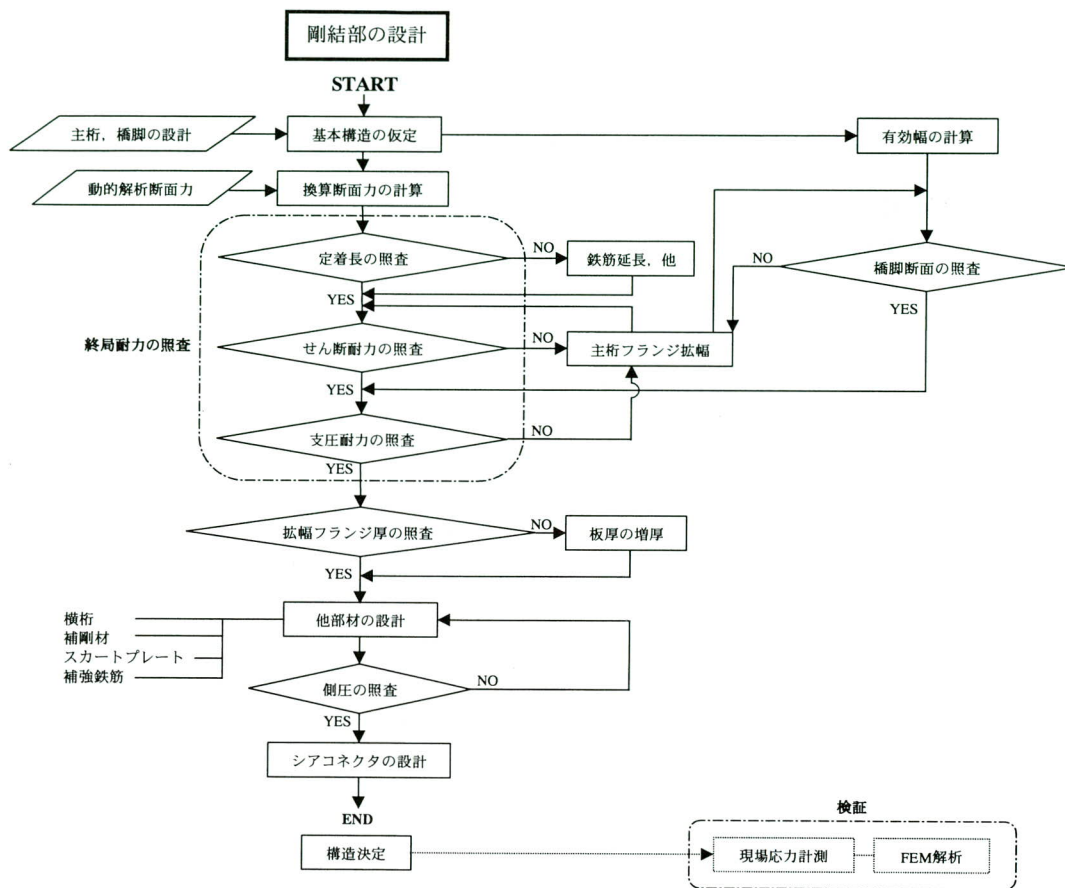 剛結部の設計
START
主桁，橋脚の設計
基本構造の仮定
有効幅の計算
動的解析断面力
換算断面力の計算
定着長の照査
NO
鉄筋延長，他
YES
橋脚断面の照査
NO
YES
終局耐力の照査
せん断耐力の照査
NO
主桁フランジ拡幅
YES
支圧耐力の照査
NO
YES
拡幅フランジ厚の照査
NO
板厚の増厚
YES
他部材の設計
横桁
補剛材
スカートプレート
補強鉄筋
側圧の照査
NO
YES
シアコネクタの設計
END
構造決定
検証
現場応力計測
FEM解析